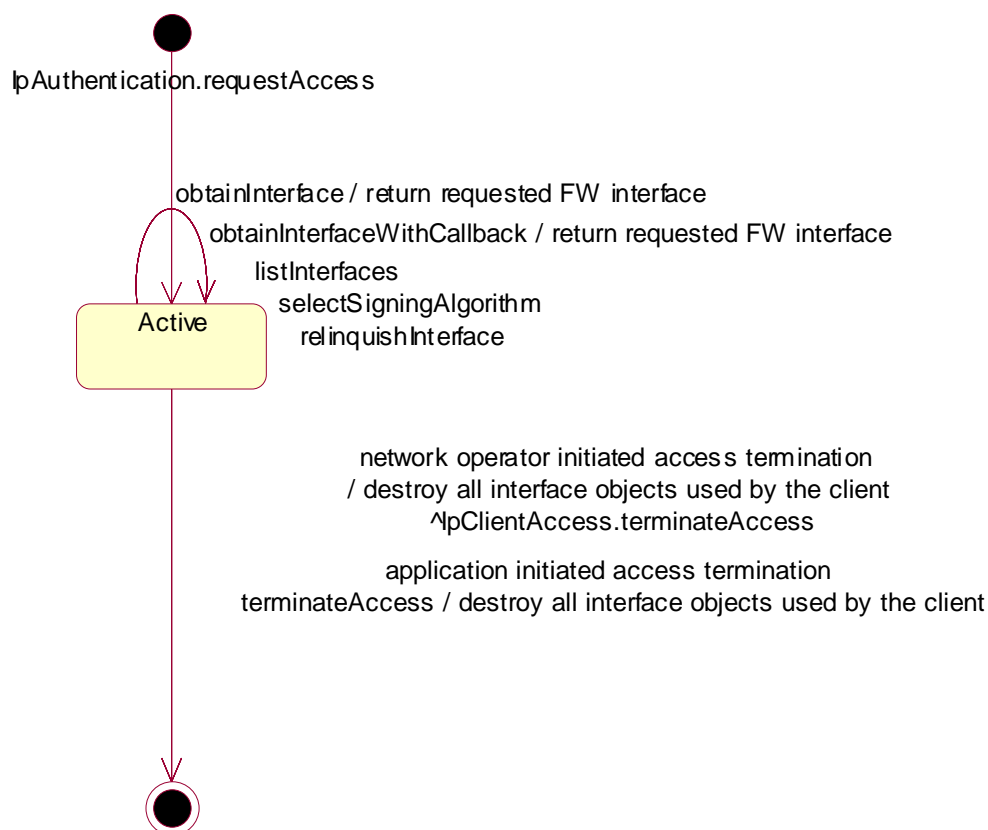 IpAuthentication.requestAccess
obtainInterface / return requested FW interface
obtainInterfaceWithCallback / return requested FW interface
listInterfaces
selectSigningAlgorithm
relinquishInterface
Active
network operator initiated access termination
/ destroy all interface objects used by the client
^IpClientAccess.terminateAccess
application initiated access termination
terminateAccess / destroy all interface objects used by the client